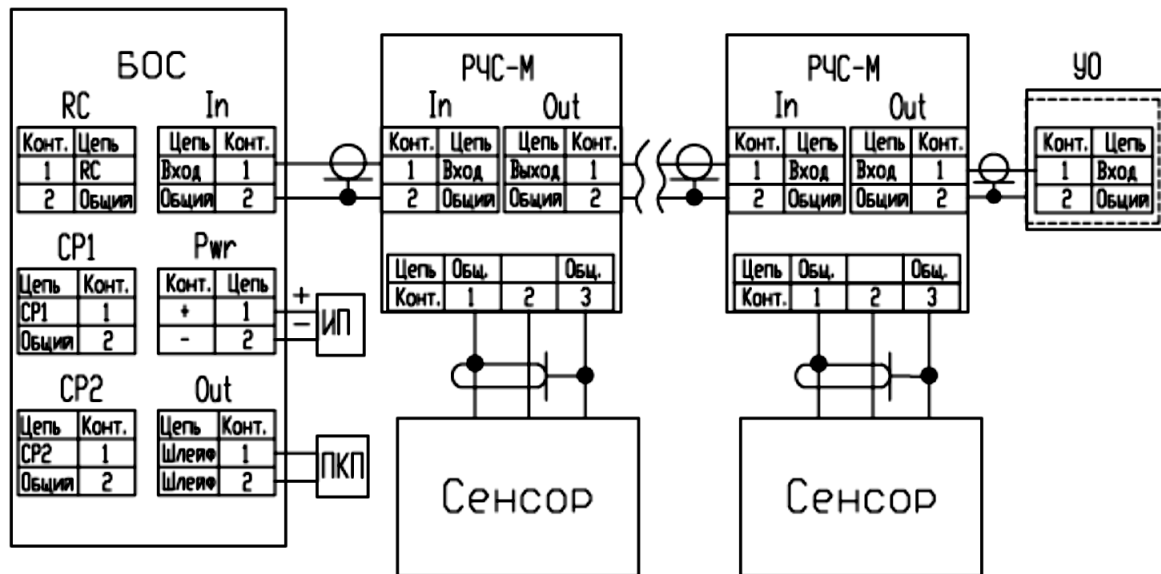 БОС
RC In
Конт. Цепь Цепь Конт.
1 RC Вход 1
2 Общий Общий 2
CP1 Pwr
Цепь Конт. Конт. Цепь
CP1 1 + 1
Общий 2 - 2
+
−
ИП
CP2 Out
Цепь Конт. Цепь Конт.
CP2 1 Шлейф 1
Общий 2 Шлейф 2
ПКП
РЧС-М
In Out
Конт. Цепь Цепь Конт.
1 Вход Выход 1
2 Общий Общий 2
Цепь Общ. Общ.
Конт. 1 2 3
Сенсор
РЧС-М
In Out
Конт. Цепь Цепь Конт.
1 Вход Вход 1
2 Общий Общий 2
Цепь Общ. Общ.
Конт. 1 2 3
Сенсор
УО
Конт. Цепь
1 Вход
2 Общий